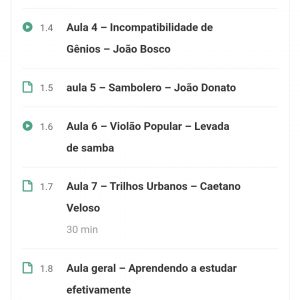 1.4 Aula 4 – Incompatibilidade de
Gênios – João Bosco
1.5 aula 5 – Sambolero – João Donato
1.6 Aula 6 – Violão Popular – Levada
de samba
1.7 Aula 7 – Trilhos Urbanos – Caetano
Veloso
30 min
1.8 Aula geral – Aprendendo a estudar
efetivamente